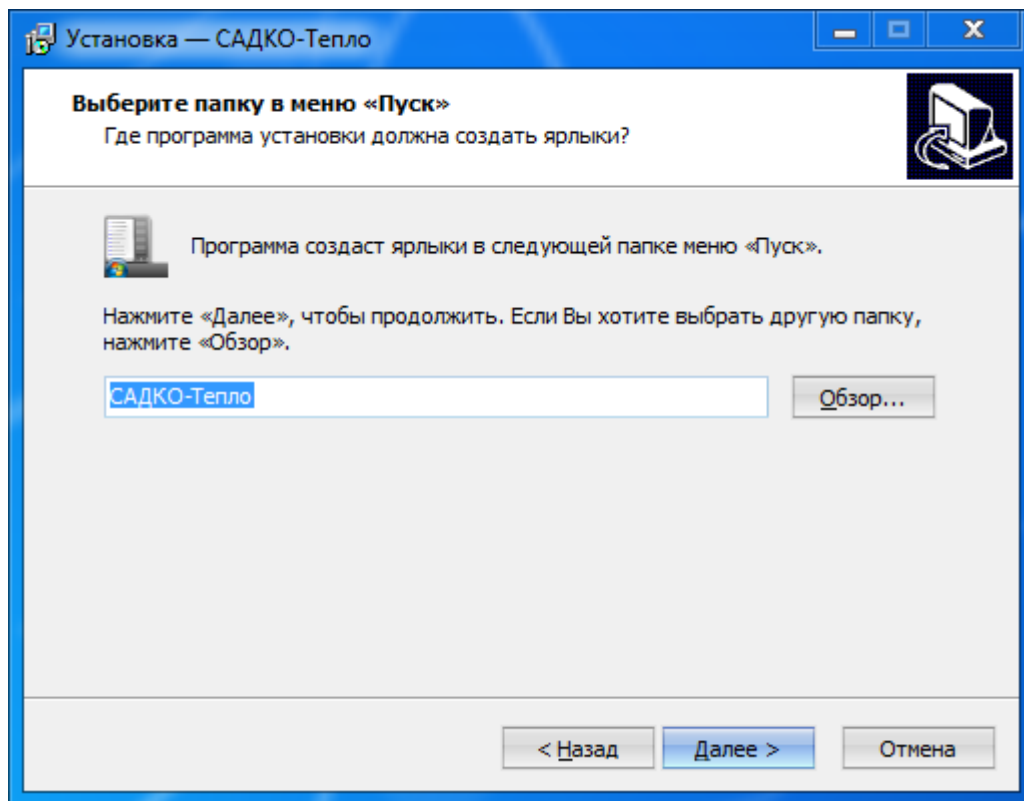 Установка — САДКО-Тепло
Выберите папку в меню «Пуск»
Где программа установки должна создать ярлыки?
Программа создаст ярлыки в следующей папке меню «Пуск».
Нажмите «Далее», чтобы продолжить. Если Вы хотите выбрать другую папку,
нажмите «Обзор».
САДКО-Тепло
Обзор...
< Назад
Далее >
Отмена